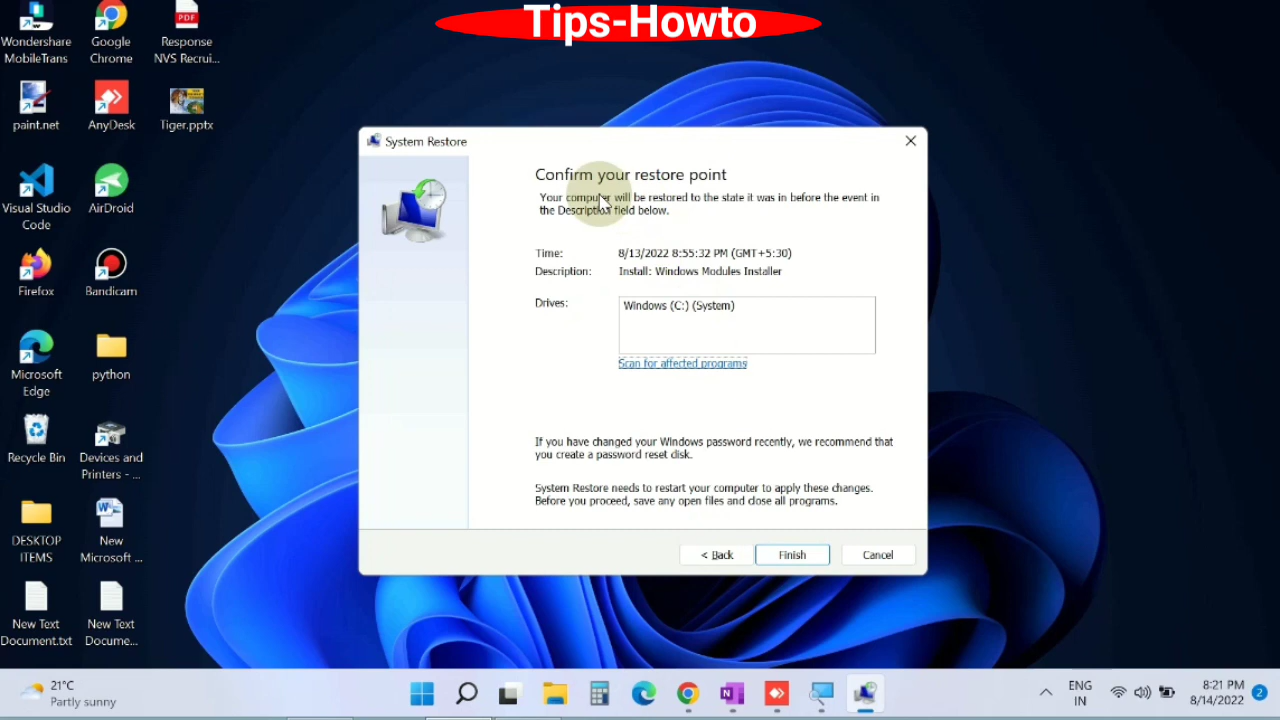 Tips-Howto
Wondershare
MobileTrans
Google
Chrome
PDF
Response
NVS Recrui...
paint.net
AnyDesk
Tiger.pptx
Visual Studio
Code
AirDroid
Firefox
Bandicam
Microsoft
Edge
python
Recycle Bin
Devices and
Printers - ...
DESKTOP
ITEMS
New
Microsoft ...
New Text
Document.txt
New Text
Docume...
System Restore
Confirm your restore point
Your computer will be restored to the state it was in before the event in
the Description field below.
Time: 8/13/2022 8:55:32 PM (GMT+5:30)
Description: Install: Windows Modules Installer
Drives: Windows (C:) (System)
Scan for affected programs
If you have changed your Windows password recently, we recommend that
you create a password reset disk.
System Restore needs to restart your computer to apply these changes.
Before you proceed, save any open files and close all programs.
< Back
Finish
Cancel
21°C
Partly sunny
ENG
IN
8:21 PM
8/14/2022
2